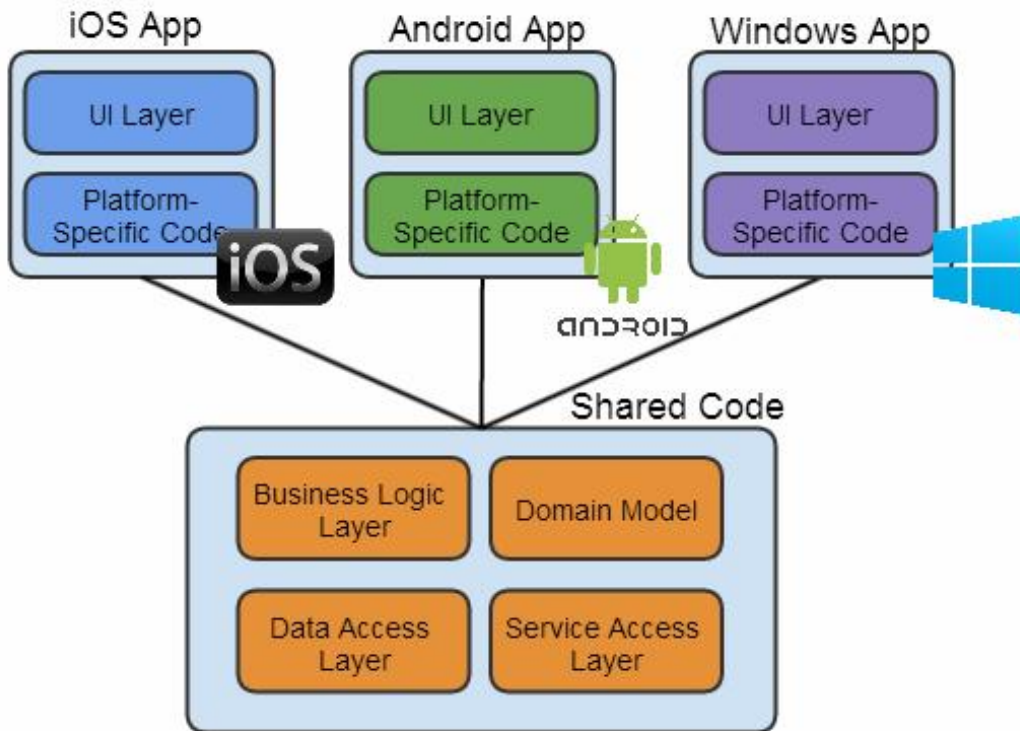 iOS App
Android App
Windows App
UI Layer
UI Layer
UI Layer
Platform-
Specific Code
Platform-
Specific Code
Platform-
Specific Code
iOS
ANDROID
Shared Code
Business Logic
Layer
Domain Model
Data Access
Layer
Service Access
Layer